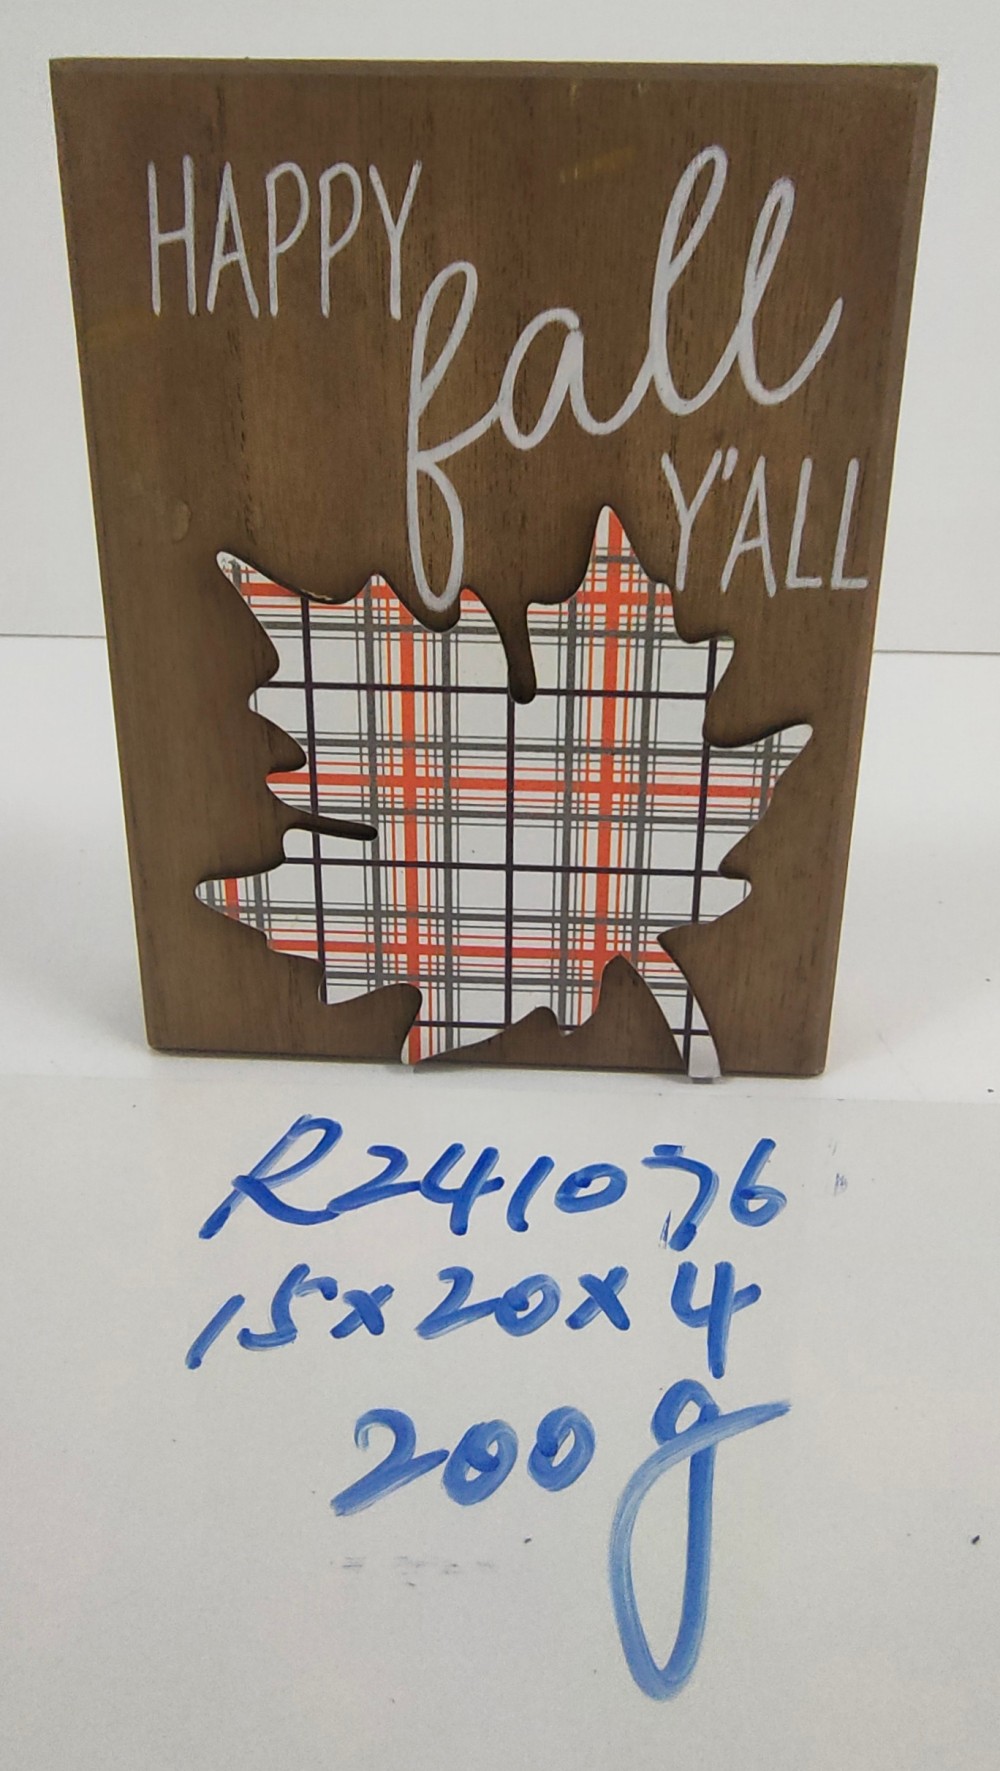 HAPPY
fall
Y'ALL
R241076
15x20x4
200g